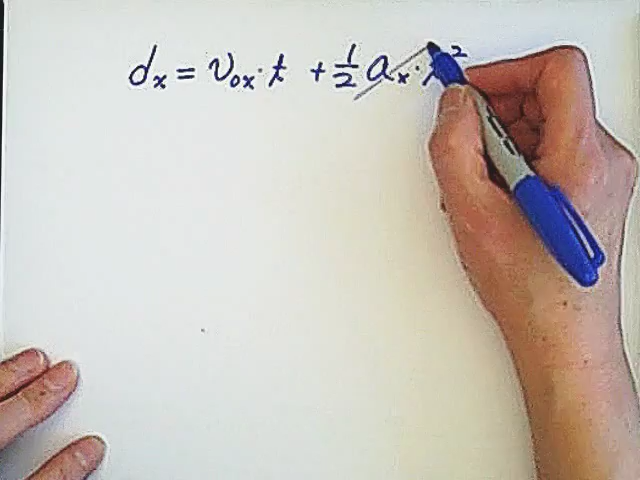 dₓ = v₀ₓ · t + ½ aₓ · t²